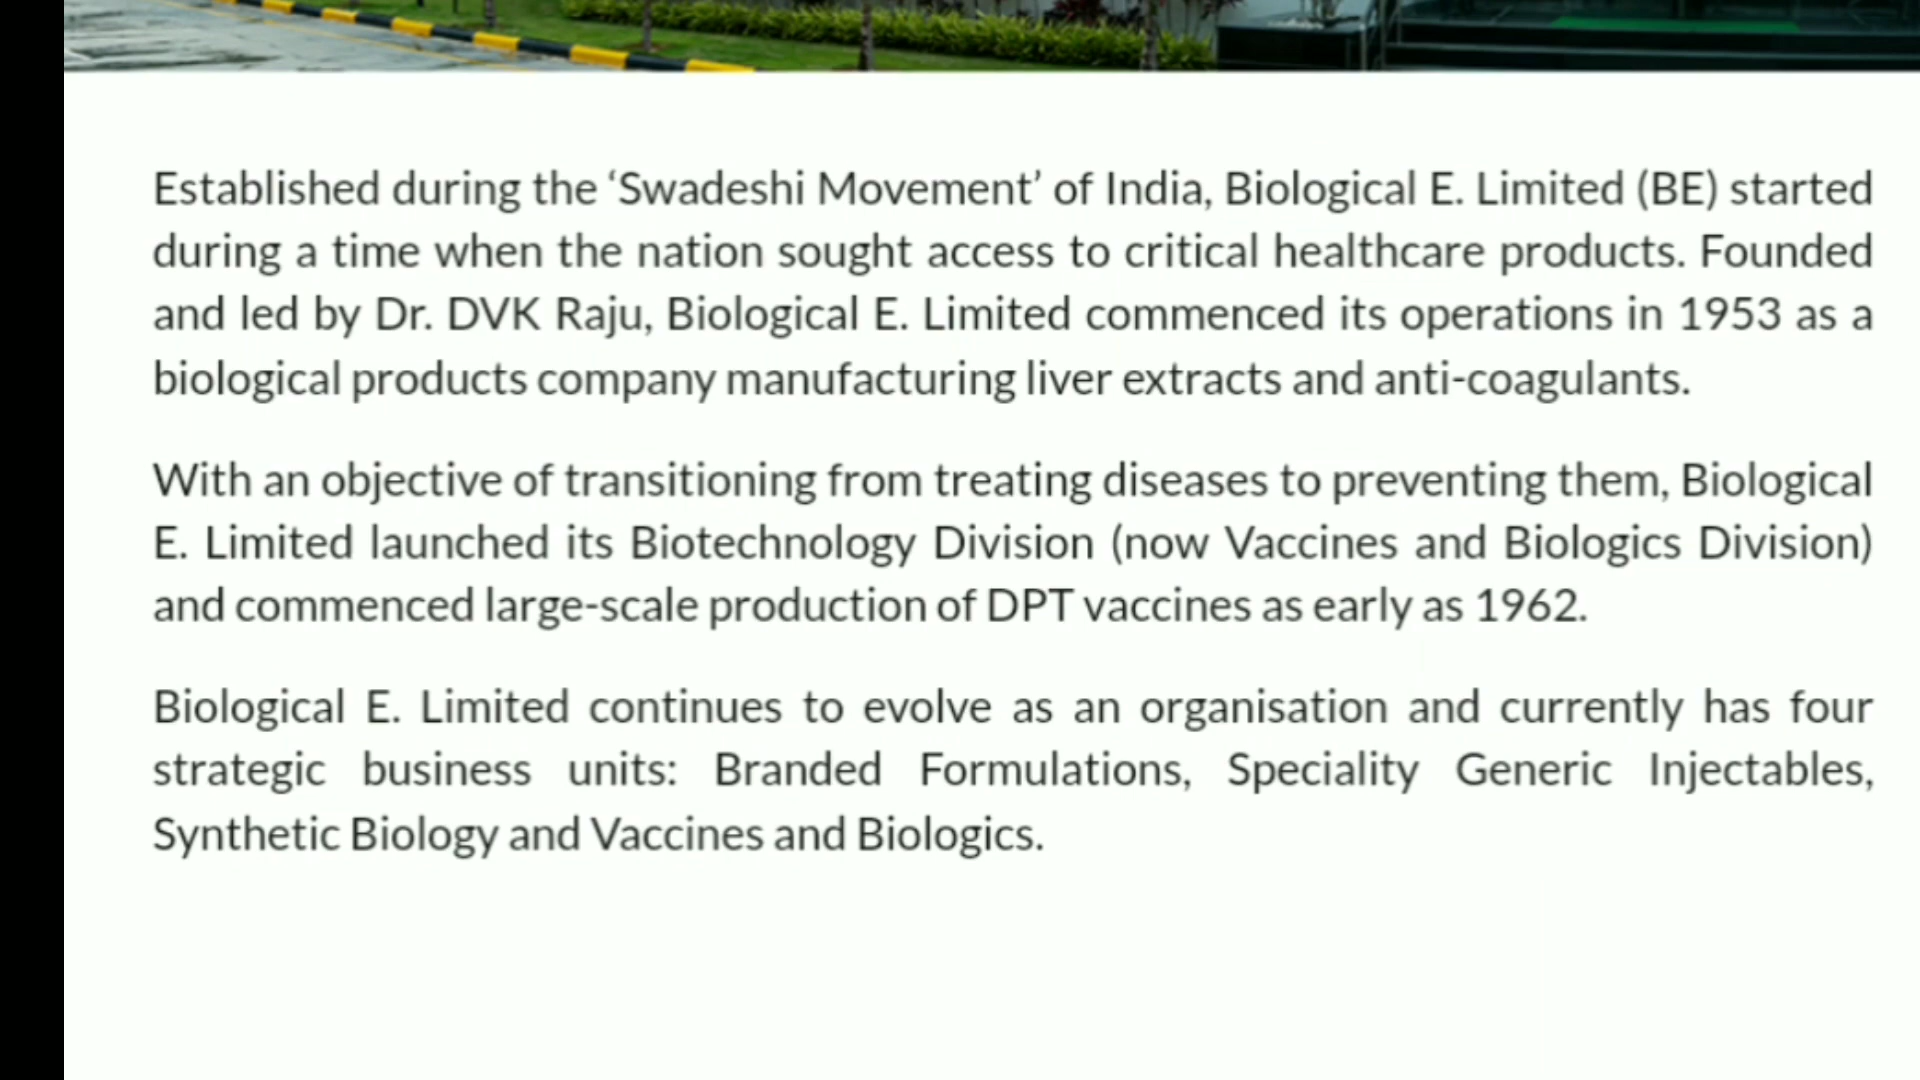 Established during the ‘Swadeshi Movement’ of India, Biological E. Limited (BE) started
during a time when the nation sought access to critical healthcare products. Founded
and led by Dr. DVK Raju, Biological E. Limited commenced its operations in 1953 as a
biological products company manufacturing liver extracts and anti-coagulants.
With an objective of transitioning from treating diseases to preventing them, Biological
E. Limited launched its Biotechnology Division (now Vaccines and Biologics Division)
and commenced large-scale production of DPT vaccines as early as 1962.
Biological E. Limited continues to evolve as an organisation and currently has four
strategic business units: Branded Formulations, Speciality Generic Injectables,
Synthetic Biology and Vaccines and Biologics.